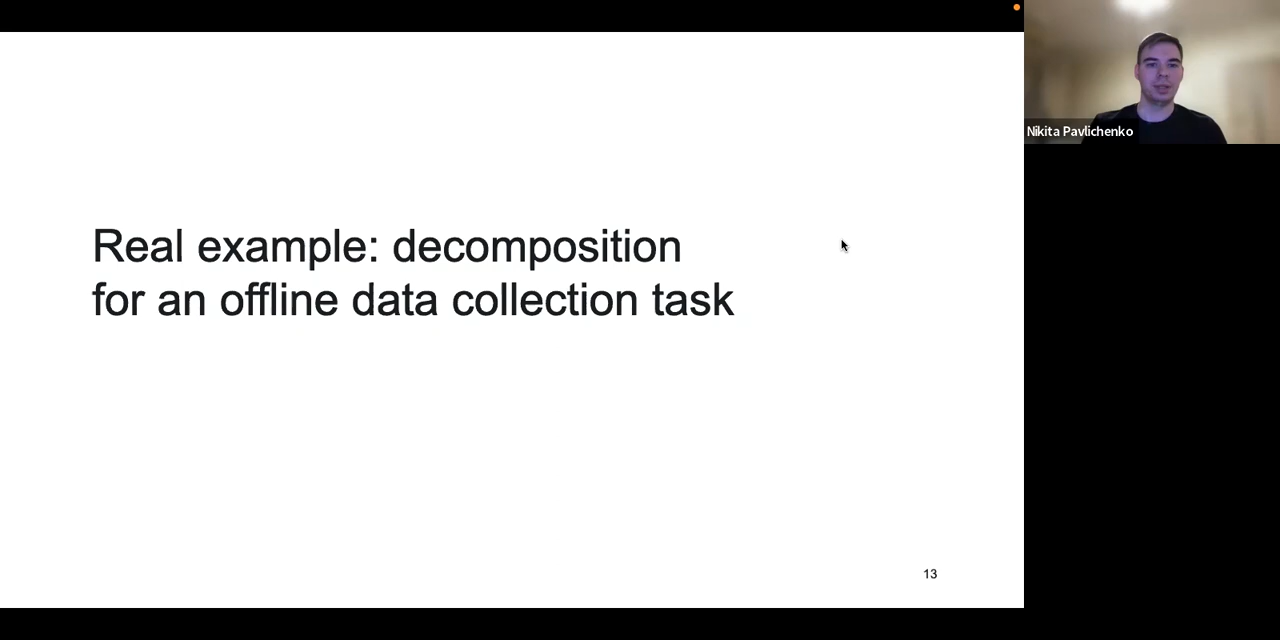 Real example: decomposition
for an offline data collection task
13
Nikita Pavlichenko